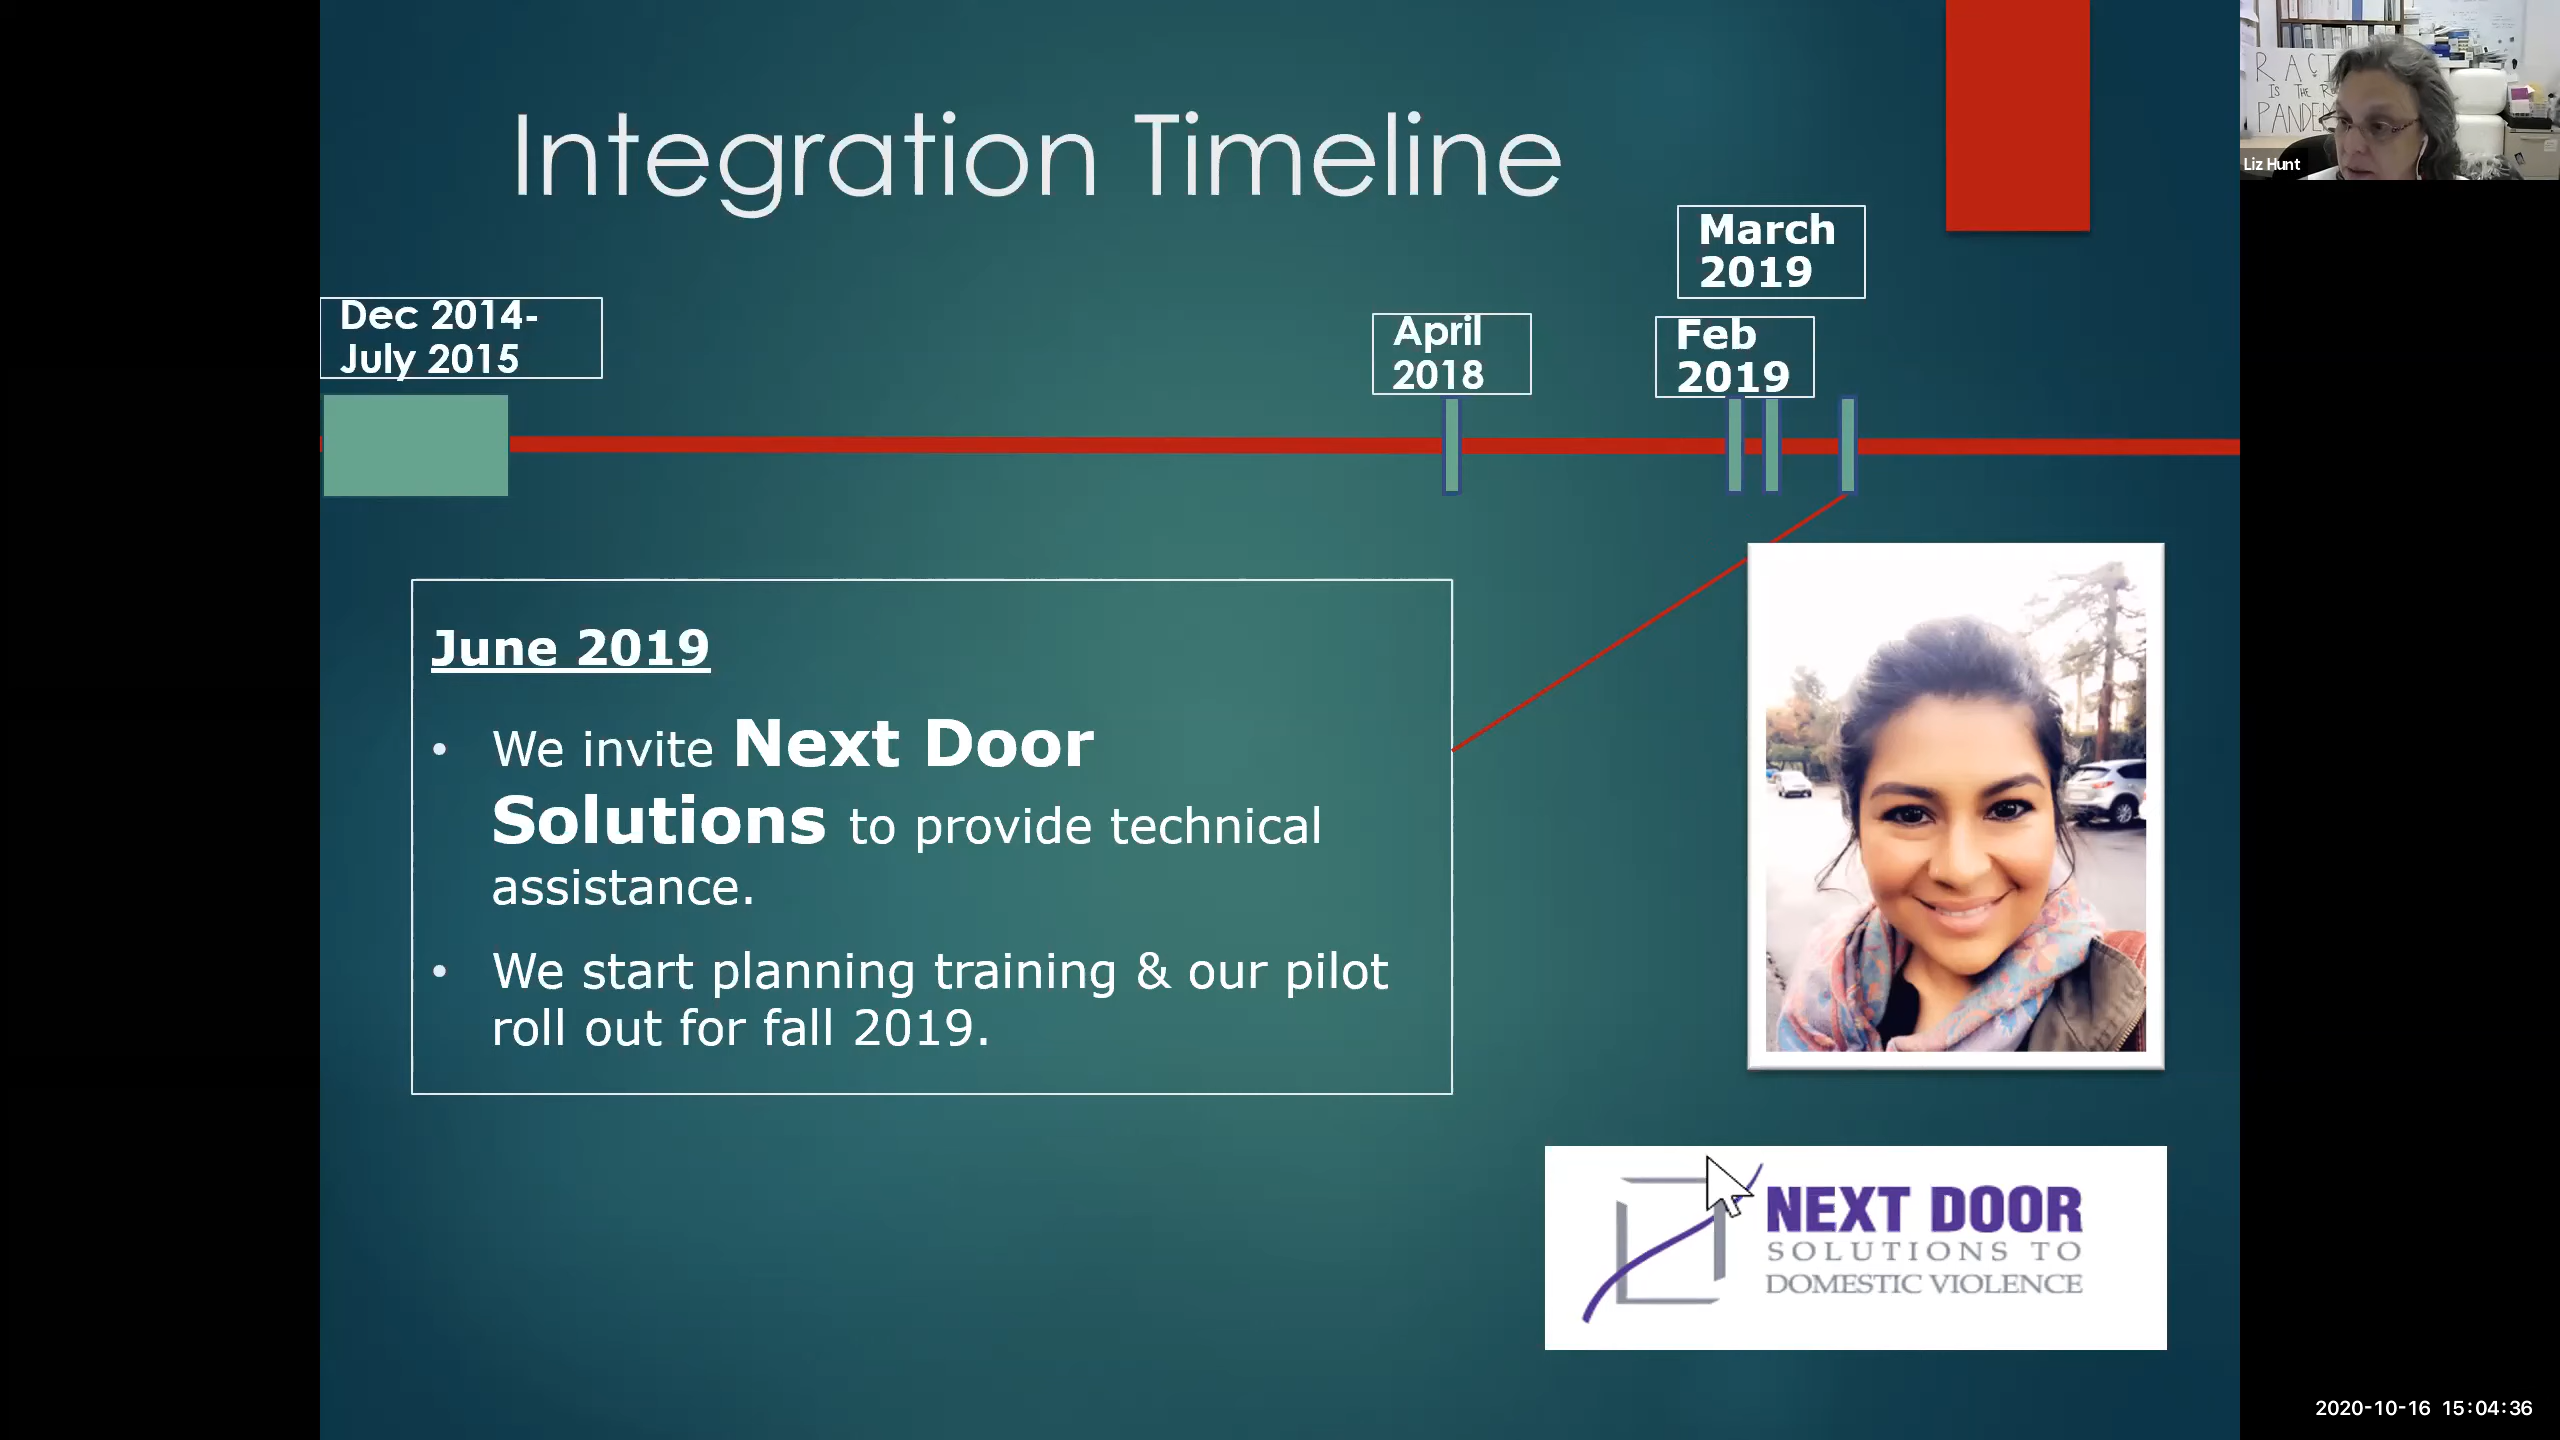 Integration Timeline
March
2019
Dec 2014-
July 2015
April
2018
Feb
2019
June 2019
• We invite Next Door
Solutions to provide technical
assistance.
• We start planning training & our pilot
roll out for fall 2019.
NEXT DOOR
SOLUTIONS TO
DOMESTIC VIOLENCE
IS THE
Liz Hunt
2020-10-16 15:04:36